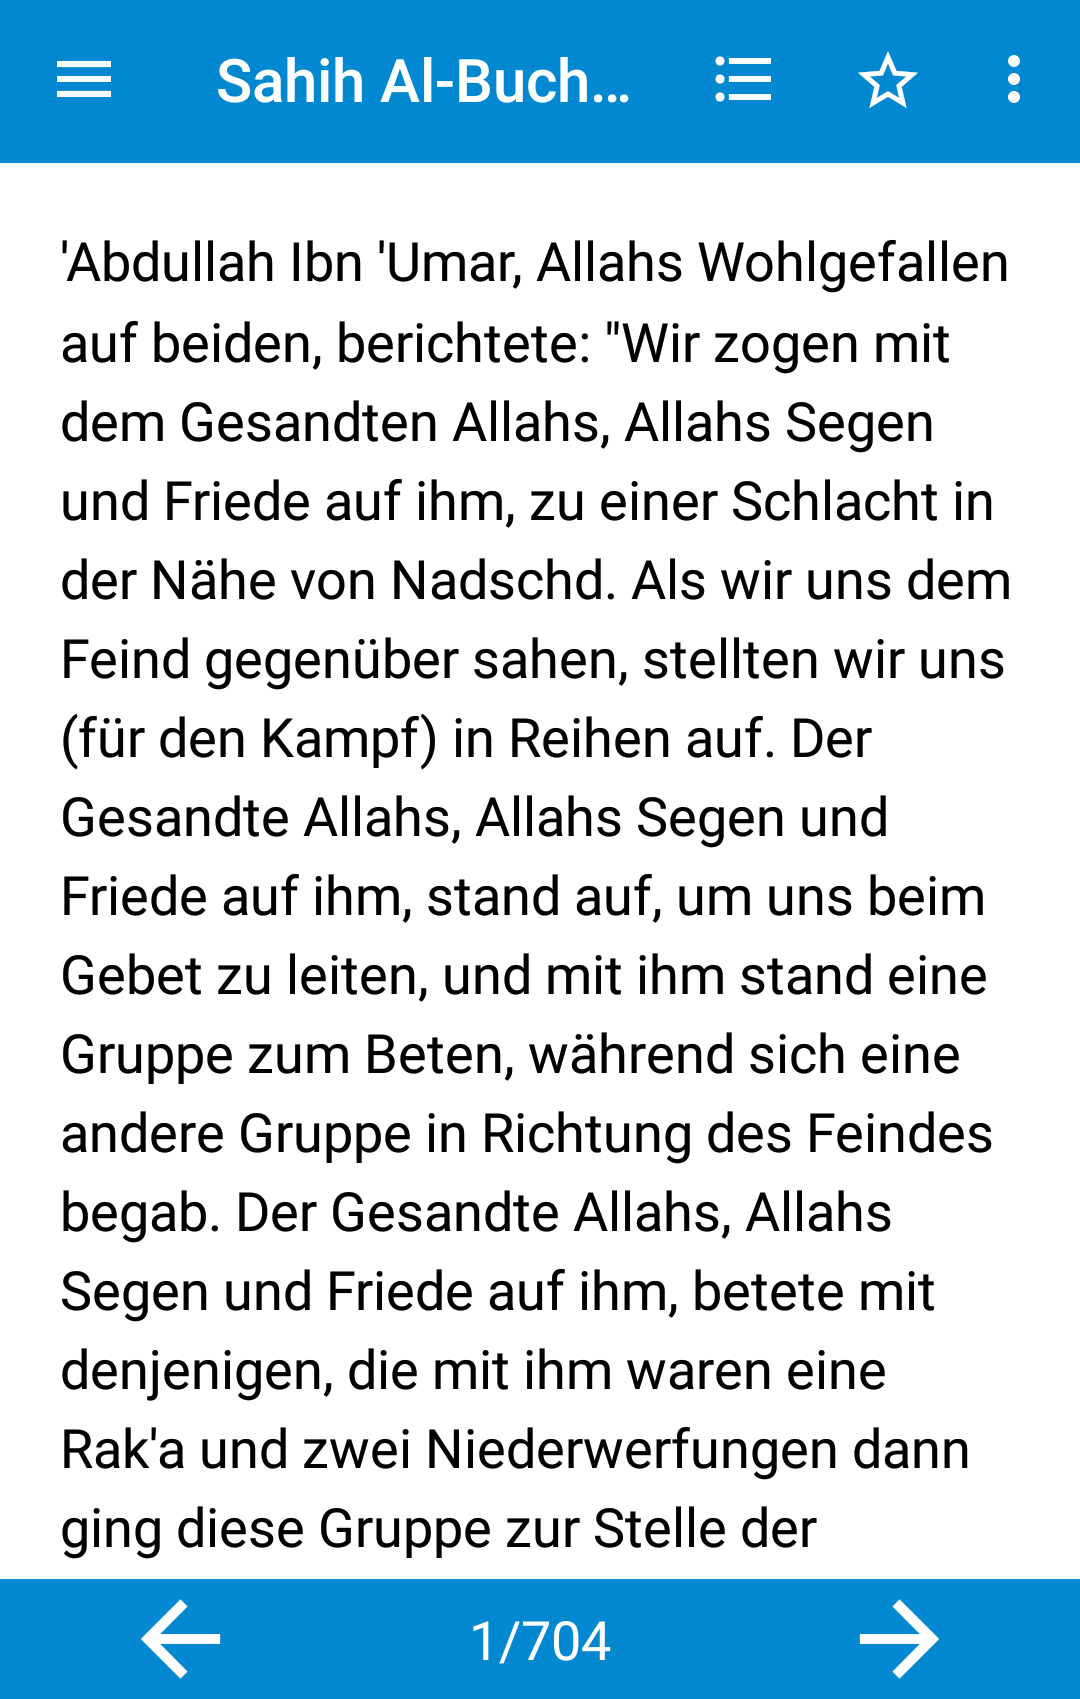 Sahih Al-Buch...
'Abdullah Ibn 'Umar, Allahs Wohlgefallen
auf beiden, berichtete: "Wir zogen mit
dem Gesandten Allahs, Allahs Segen
und Friede auf ihm, zu einer Schlacht in
der Nähe von Nadschd. Als wir uns dem
Feind gegenüber sahen, stellten wir uns
(für den Kampf) in Reihen auf. Der
Gesandte Allahs, Allahs Segen und
Friede auf ihm, stand auf, um uns beim
Gebet zu leiten, und mit ihm stand eine
Gruppe zum Beten, während sich eine
andere Gruppe in Richtung des Feindes
begab. Der Gesandte Allahs, Allahs
Segen und Friede auf ihm, betete mit
denjenigen, die mit ihm waren eine
Rak'a und zwei Niederwerfungen dann
ging diese Gruppe zur Stelle der
1/704